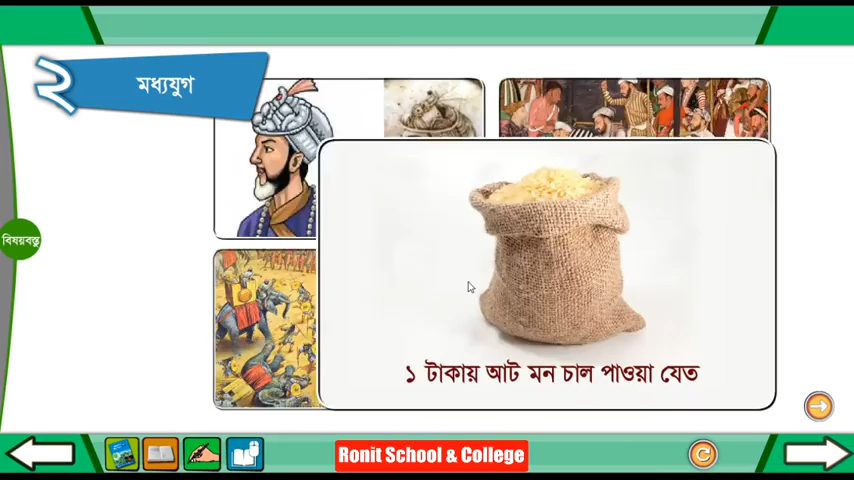 ২
মধ্যযুগ
বিষয়বস্তু
১ টাকায় আট মন চাল পাওয়া যেত
Ronit School & College